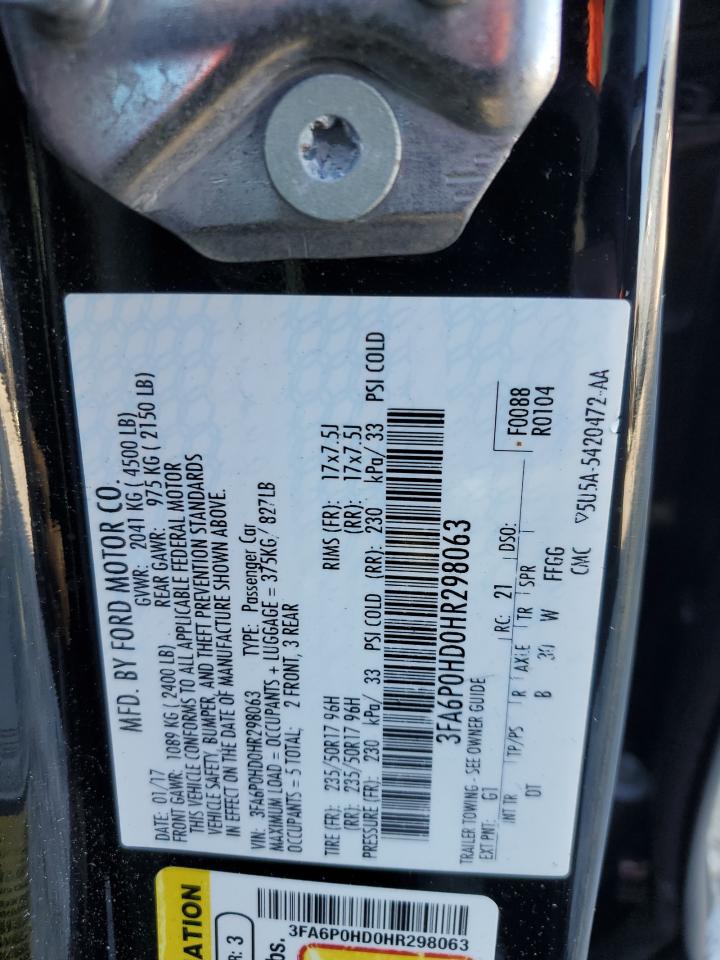 MFD. BY FORD MOTOR CO.
DATE: 01/17 GVWR: 2041 KG ( 4500 LB)
FRONT GAWR: 1089 KG ( 2400 LB) REAR GAWR: 975 KG ( 2150 LB)
THIS VEHICLE CONFORMS TO ALL APPLICABLE FEDERAL MOTOR
VEHICLE SAFETY, BUMPER, AND THEFT PREVENTION STANDARDS
IN EFFECT ON THE DATE OF MANUFACTURE SHOWN ABOVE.
VIN: 3FA6P0HD0HR298063 TYPE: Passenger Car
MAXIMUM LOAD = OCCUPANTS + LUGGAGE = 375KG/ 827LB
OCCUPANTS = 5 TOTAL: 2 FRONT, 3 REAR
TIRE (FR): 235/50R17 96H RIMS (FR): 17x7.5J
(RR): 235/50R17 96H (RR): 17x7.5J
PRESSURE (FR): 230 kPa/ 33 PSI COLD (RR): 230 kPa/ 33 PSI COLD
3FA6P0HD0HR298063
TRAILER TOWING - SEE OWNER GUIDE
EXT PNT: G1 RC: 21 DSO: F0088
R0104
INT TR TP/PS R AXLE TR SPR
DT B W FFGG
CMC 5U5A-5420472-AA
ATION
R: 3
bs.
3FA6P0HD0HR298063